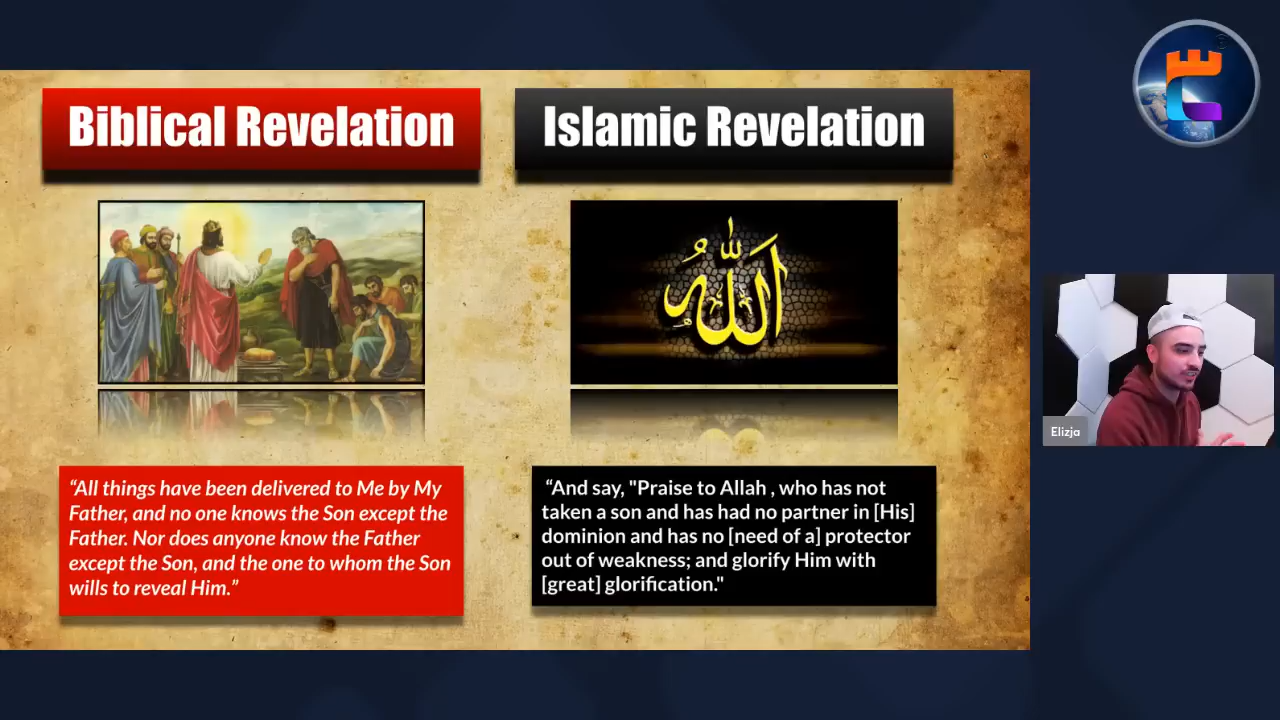 Biblical Revelation
Islamic Revelation
الله
“All things have been delivered to Me by My
Father, and no one knows the Son except the
Father. Nor does anyone know the Father
except the Son, and the one to whom the Son
wills to reveal Him.”
“And say, "Praise to Allah , who has not
taken a son and has had no partner in [His]
dominion and has no [need of a] protector
out of weakness; and glorify Him with
[great] glorification."
Elizja